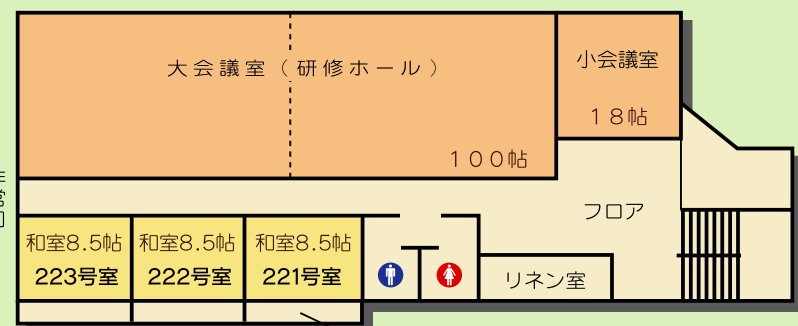 大会議室（研修ホール）
100帖
小会議室
18帖
フロア
和室8.5帖
223号室
和室8.5帖
222号室
和室8.5帖
221号室
リネン室